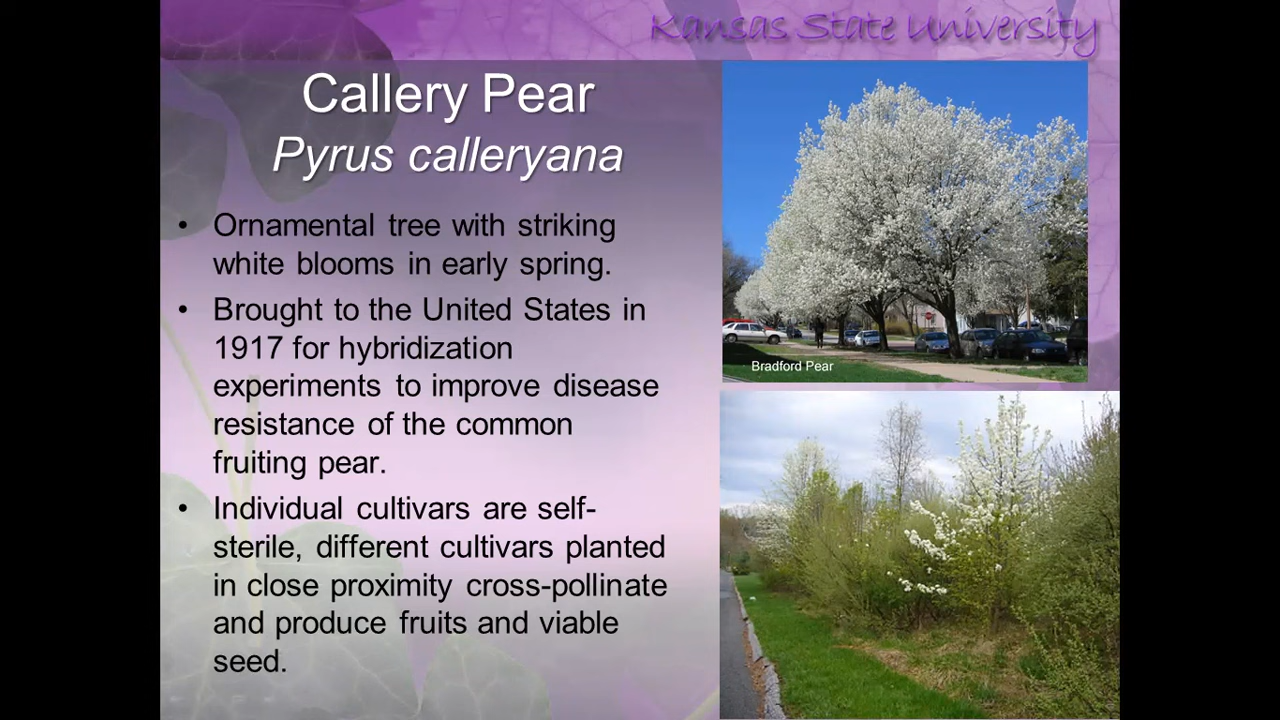 Kansas State University
Callery Pear
Pyrus calleryana
• Ornamental tree with striking
white blooms in early spring.
• Brought to the United States in
1917 for hybridization
experiments to improve disease
resistance of the common
fruiting pear.
• Individual cultivars are self-
sterile, different cultivars planted
in close proximity cross-pollinate
and produce fruits and viable
seed.
Bradford Pear